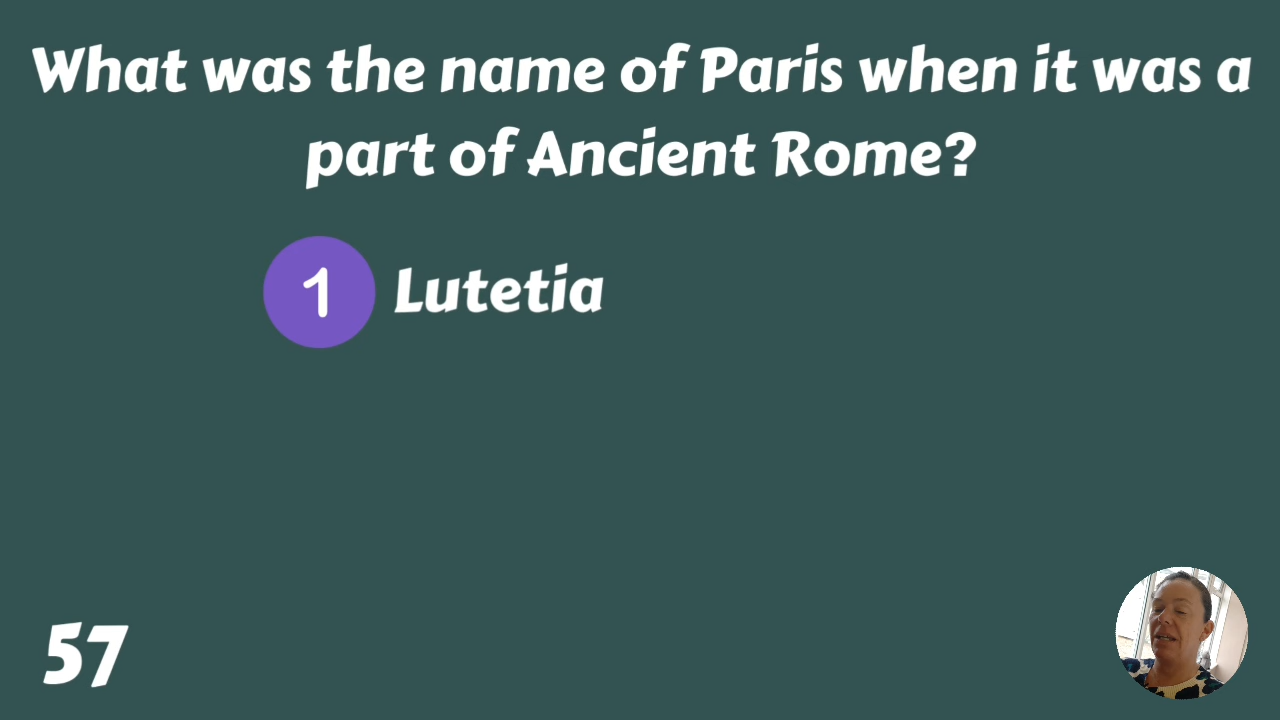 What was the name of Paris when it was a
part of Ancient Rome?
1 Lutetia
57